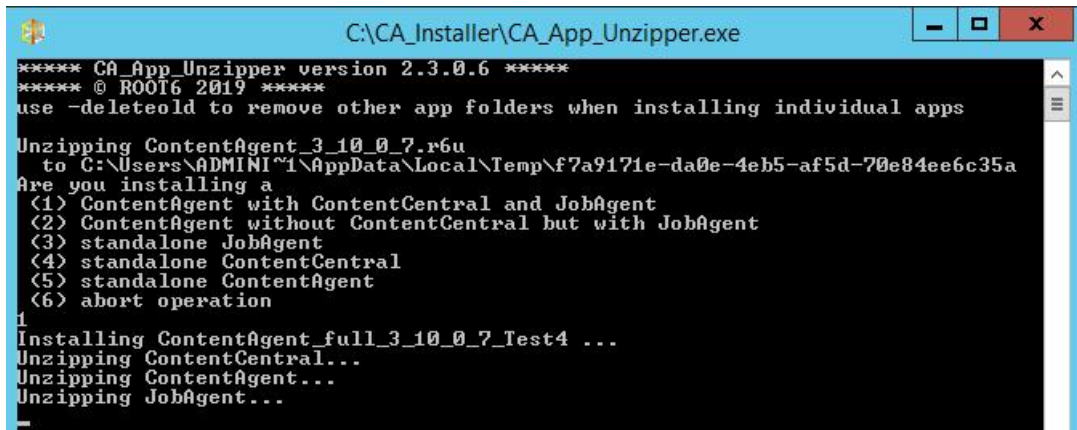 C:\CA_Installer\CA_App_Unzipper.exe
***** CA_App_Unzipper version 2.3.0.6 *****
***** © ROOT6 2019 *****
use -deleteold to remove other app folders when installing individual apps
Unzipping ContentAgent_3_10_0_7.r6u
to C:\Users\ADMINI~1\AppData\Local\Temp\f7a9171e-da0e-4eb5-af5d-70e84ee6c35a
Are you installing a
(1) ContentAgent with ContentCentral and JobAgent
(2) ContentAgent without ContentCentral but with JobAgent
(3) standalone JobAgent
(4) standalone ContentCentral
(5) standalone ContentAgent
(6) abort operation
1
Installing ContentAgent_full_3_10_0_7_Test4 ...
Unzipping ContentCentral...
Unzipping ContentAgent...
Unzipping JobAgent...